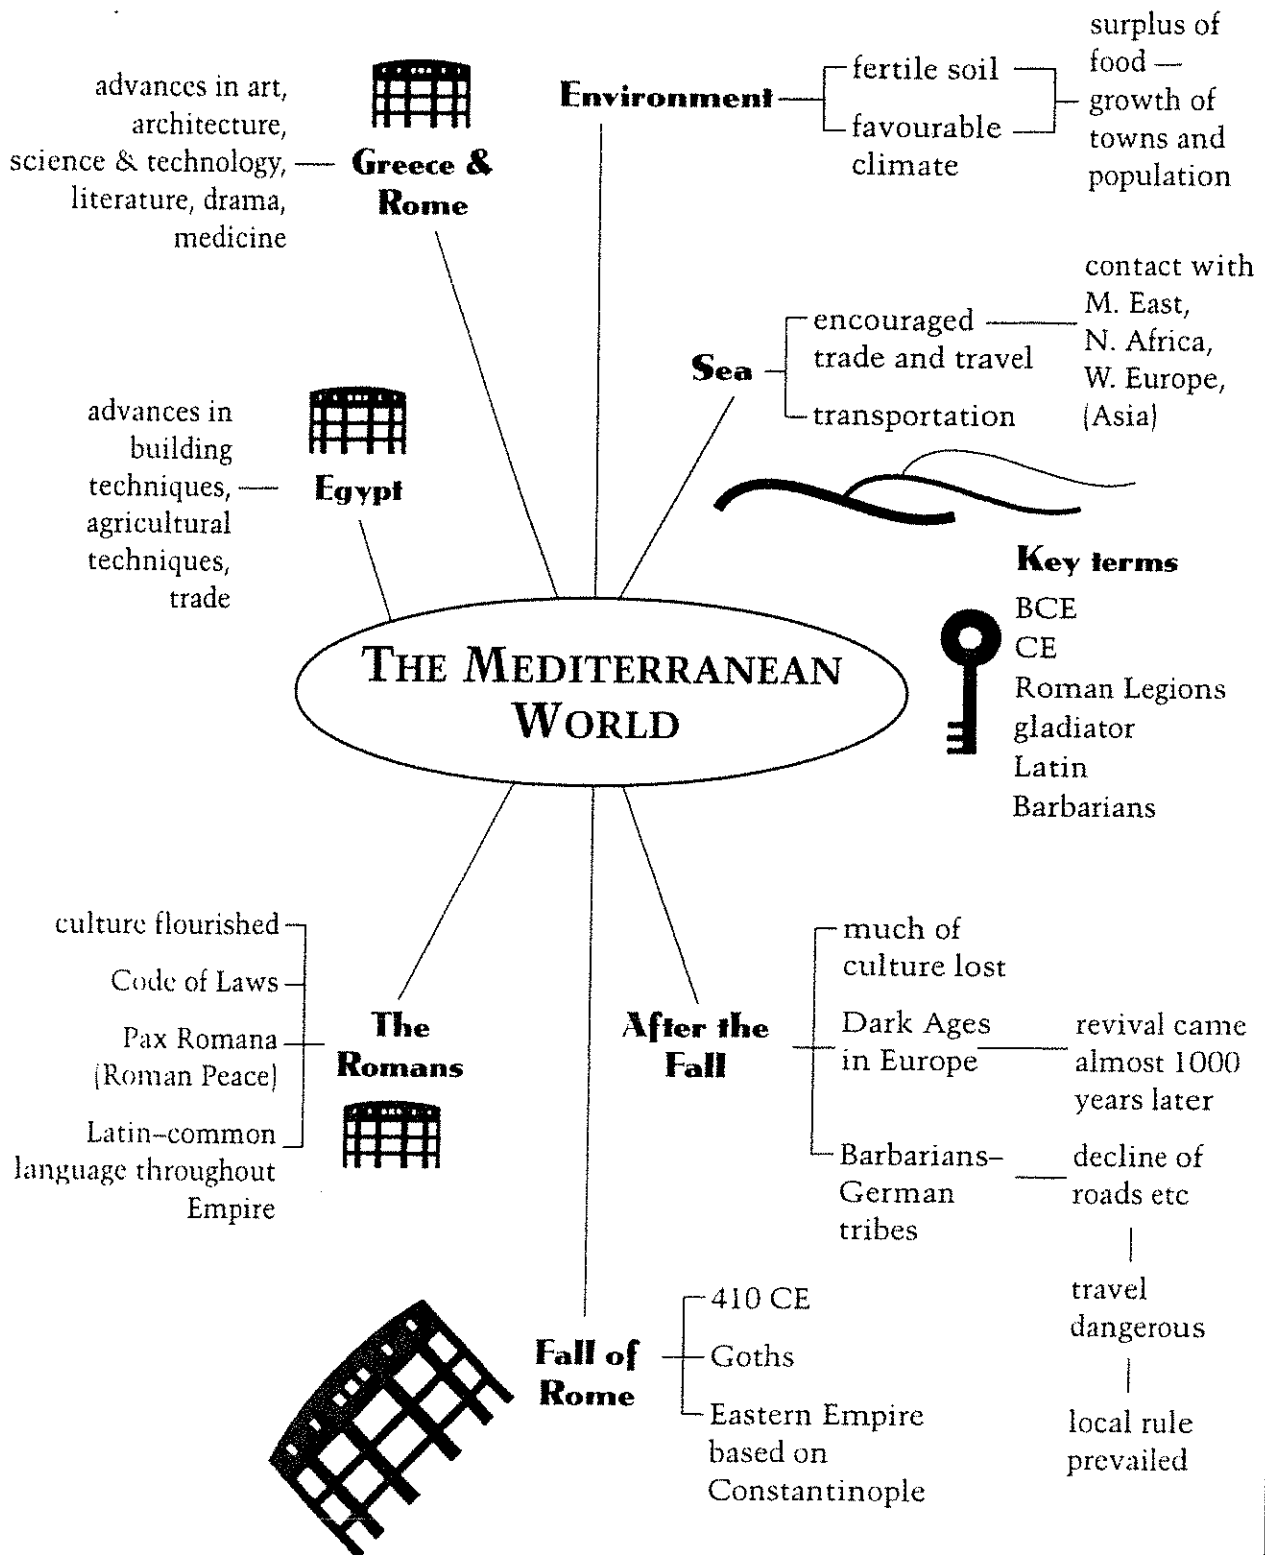 advances in art,
architecture,
science & technology,
literature, drama,
medicine
Greece &
Rome
Environment
fertile soil
favourable
climate
surplus of
food —
growth of
towns and
population
Sea
encouraged
trade and travel
transportation
contact with
M. East,
N. Africa,
W. Europe,
(Asia)
advances in
building
techniques,
agricultural
techniques,
trade
Egypt
Key terms
BCE
CE
Roman Legions
gladiator
Latin
Barbarians
THE MEDITERRANEAN
WORLD
culture flourished
Code of Laws
Pax Romana
(Roman Peace)
Latin–common
language throughout
Empire
The
Romans
After the
Fall
much of
culture lost
Dark Ages
in Europe
revival came
almost 1000
years later
Barbarians–
German
tribes
decline of
roads etc
travel
dangerous
local rule
prevailed
Fall of
Rome
410 CE
Goths
Eastern Empire
based on
Constantinople